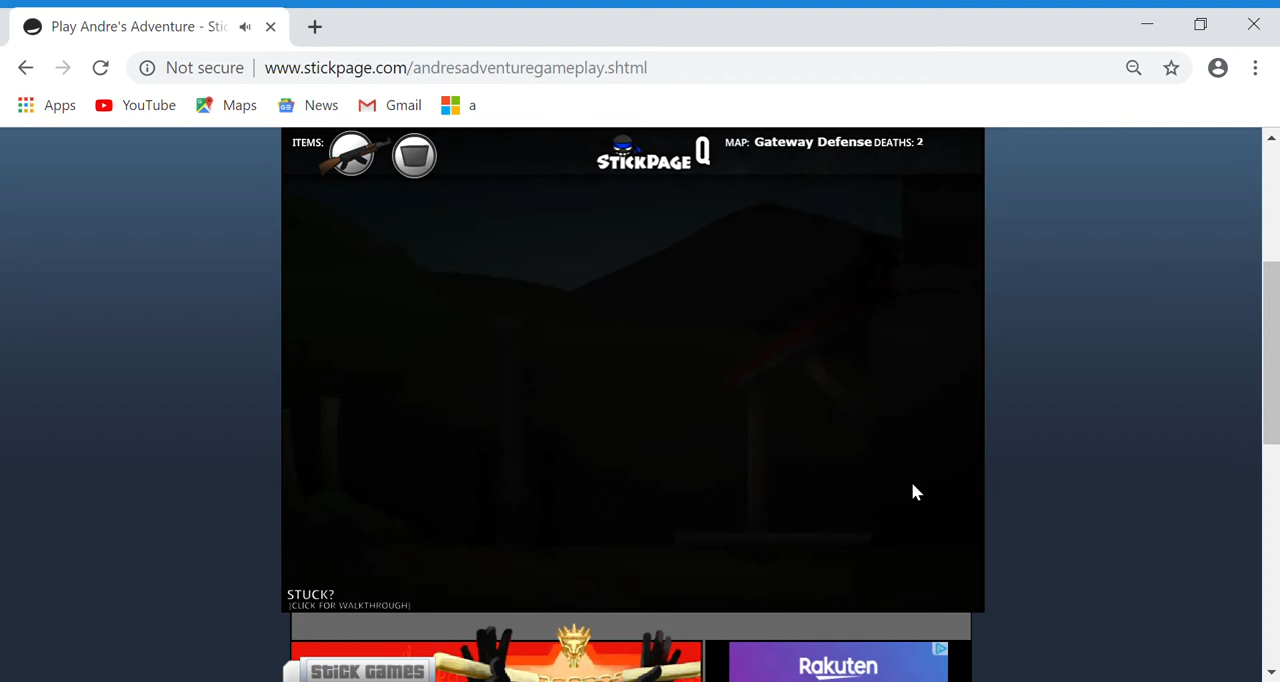 Play Andre's Adventure - Stic
Not secure | www.stickpage.com/andresadventuregameplay.shtml
Apps YouTube Maps News Gmail a
ITEMS: STICKPAGE Q MAP: Gateway Defense DEATHS: 2
STUCK?
[CLICK FOR WALKTHROUGH]
STICK GAMES
Rakuten